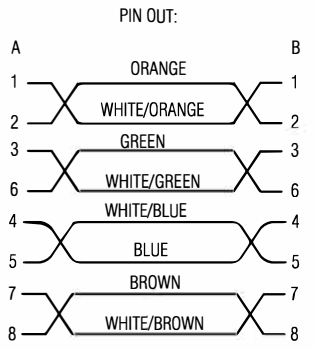 PIN OUT:
A B
1 ORANGE 1
2 WHITE/ORANGE 2
3 GREEN 3
6 WHITE/GREEN 6
4 WHITE/BLUE 4
5 BLUE 5
7 BROWN 7
8 WHITE/BROWN 8